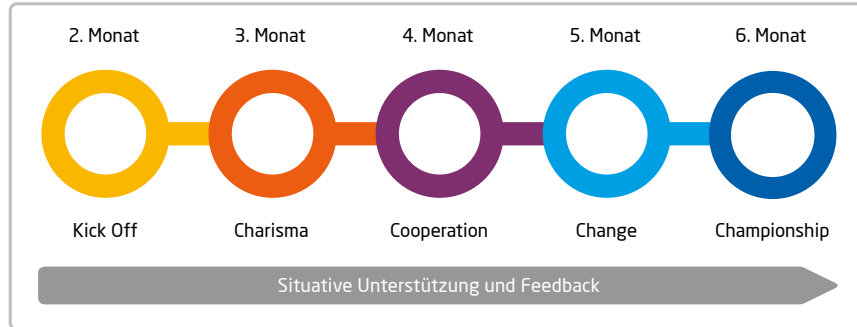 2. Monat 3. Monat 4. Monat 5. Monat 6. Monat
Kick Off Charisma Cooperation Change Championship
Situative Unterstützung und Feedback